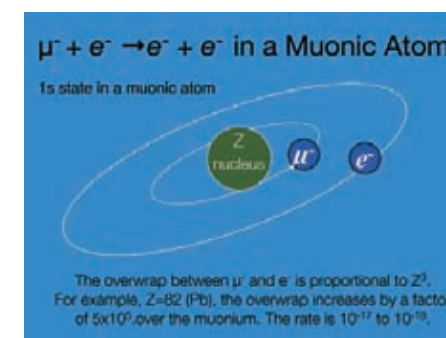 μ⁻ + e⁻ →e⁻ + e⁻ in a Muonic Atom
1s state in a muonic atom
Z
nucleus
μ⁻
e⁻
The overwrap between μ⁻ and e⁻ is proportional to Z³.
For example, Z=82 (Pb), the overwrap increases by a facto
of 5x10⁵ over the muonium. The rate is 10⁻¹⁷ to 10⁻¹⁸.